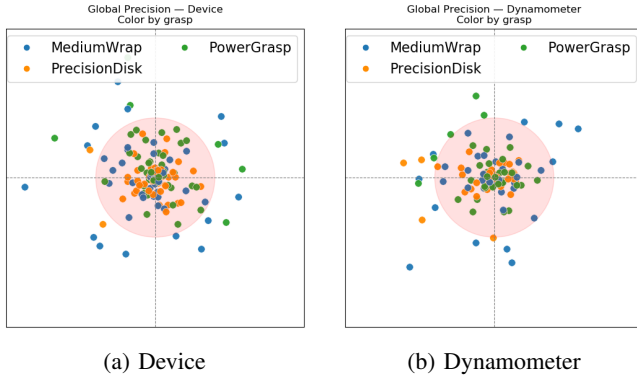 Global Precision — Device
Color by grasp
MediumWrap
PrecisionDisk
PowerGrasp
(a) Device
Global Precision — Dynamometer
Color by grasp
MediumWrap
PrecisionDisk
PowerGrasp
(b) Dynamometer